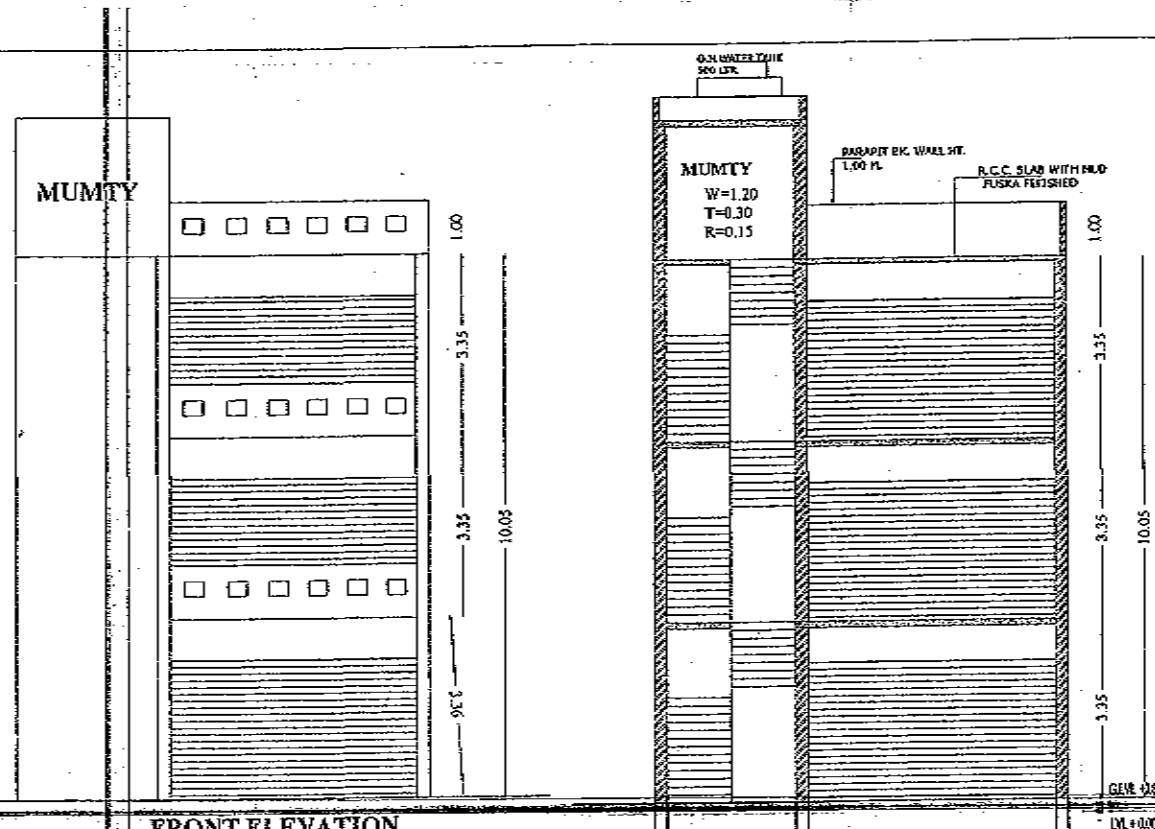 MUMTY
1.00
3.35
3.35
3.36
10.05
FRONT ELEVATION
O.H. WATER TANK
500 LTR.
MUMTY
W=1.20
T=0.30
R=0.15
PARAPIT BK. WALL HT.
1.00 M.
R.C.C. SLAB WITH MUD
FUSKA FINISHED
1.00
3.35
3.35
3.35
10.05